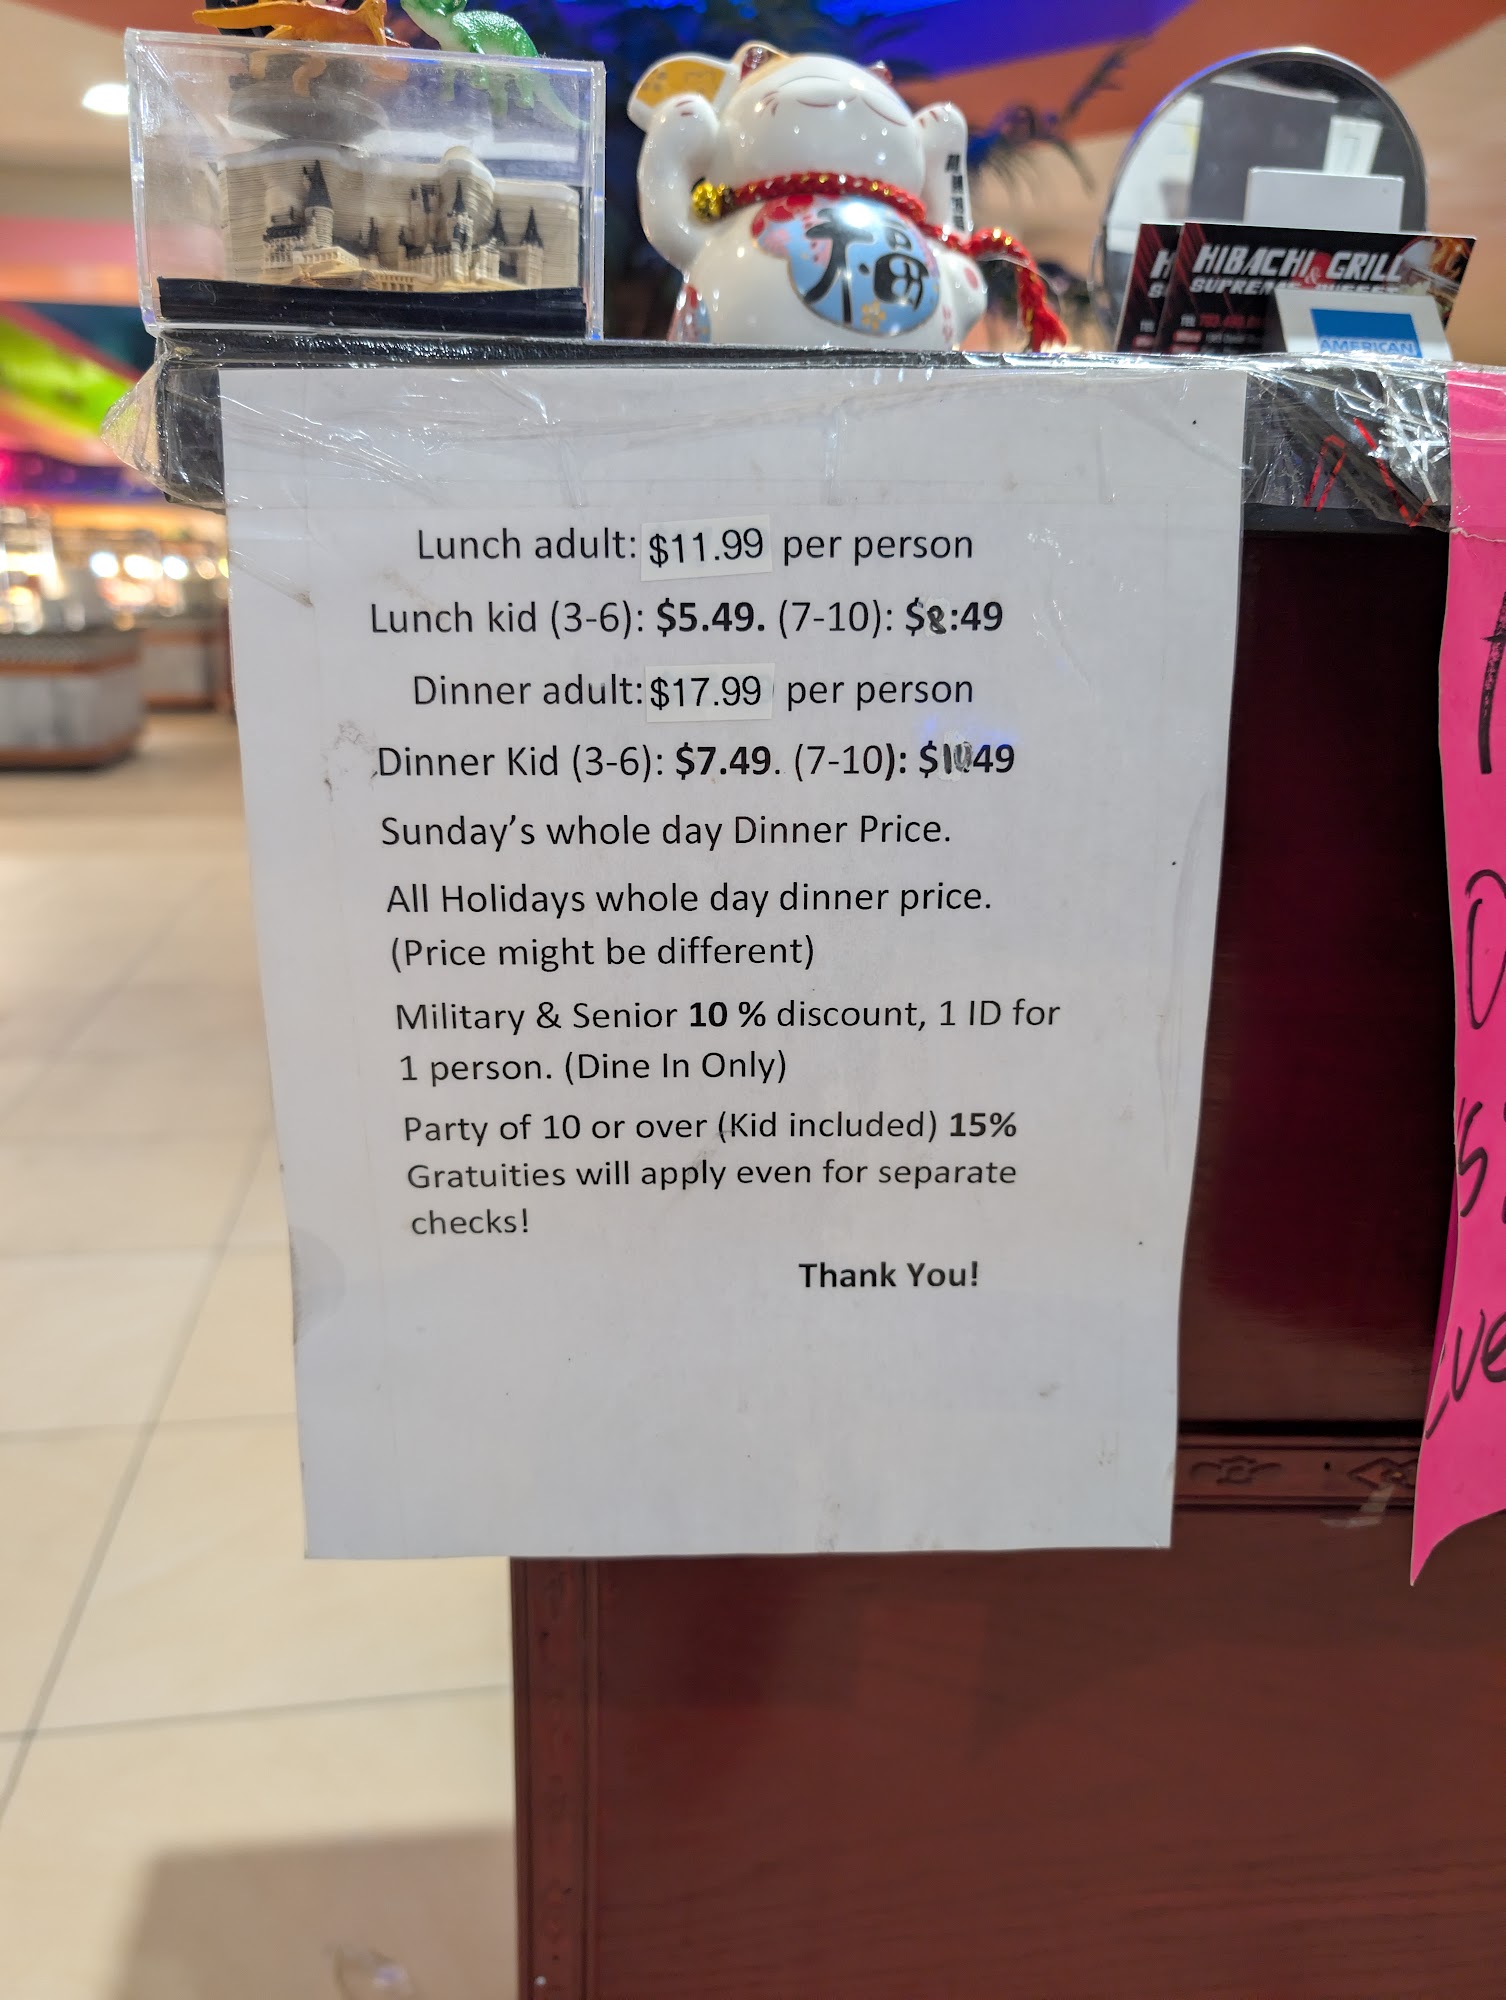 福
HIBACHI & GRILL
SUPREME BUFFET
AMERICAN
Lunch adult: $11.99 per person
Lunch kid (3-6): $5.49. (7-10): $8:49
Dinner adult: $17.99 per person
Dinner Kid (3-6): $7.49. (7-10): $1049
Sunday's whole day Dinner Price.
All Holidays whole day dinner price.
(Price might be different)
Military & Senior 10 % discount, 1 ID for
1 person. (Dine In Only)
Party of 10 or over (Kid included) 15%
Gratuities will apply even for separate
checks!
Thank You!